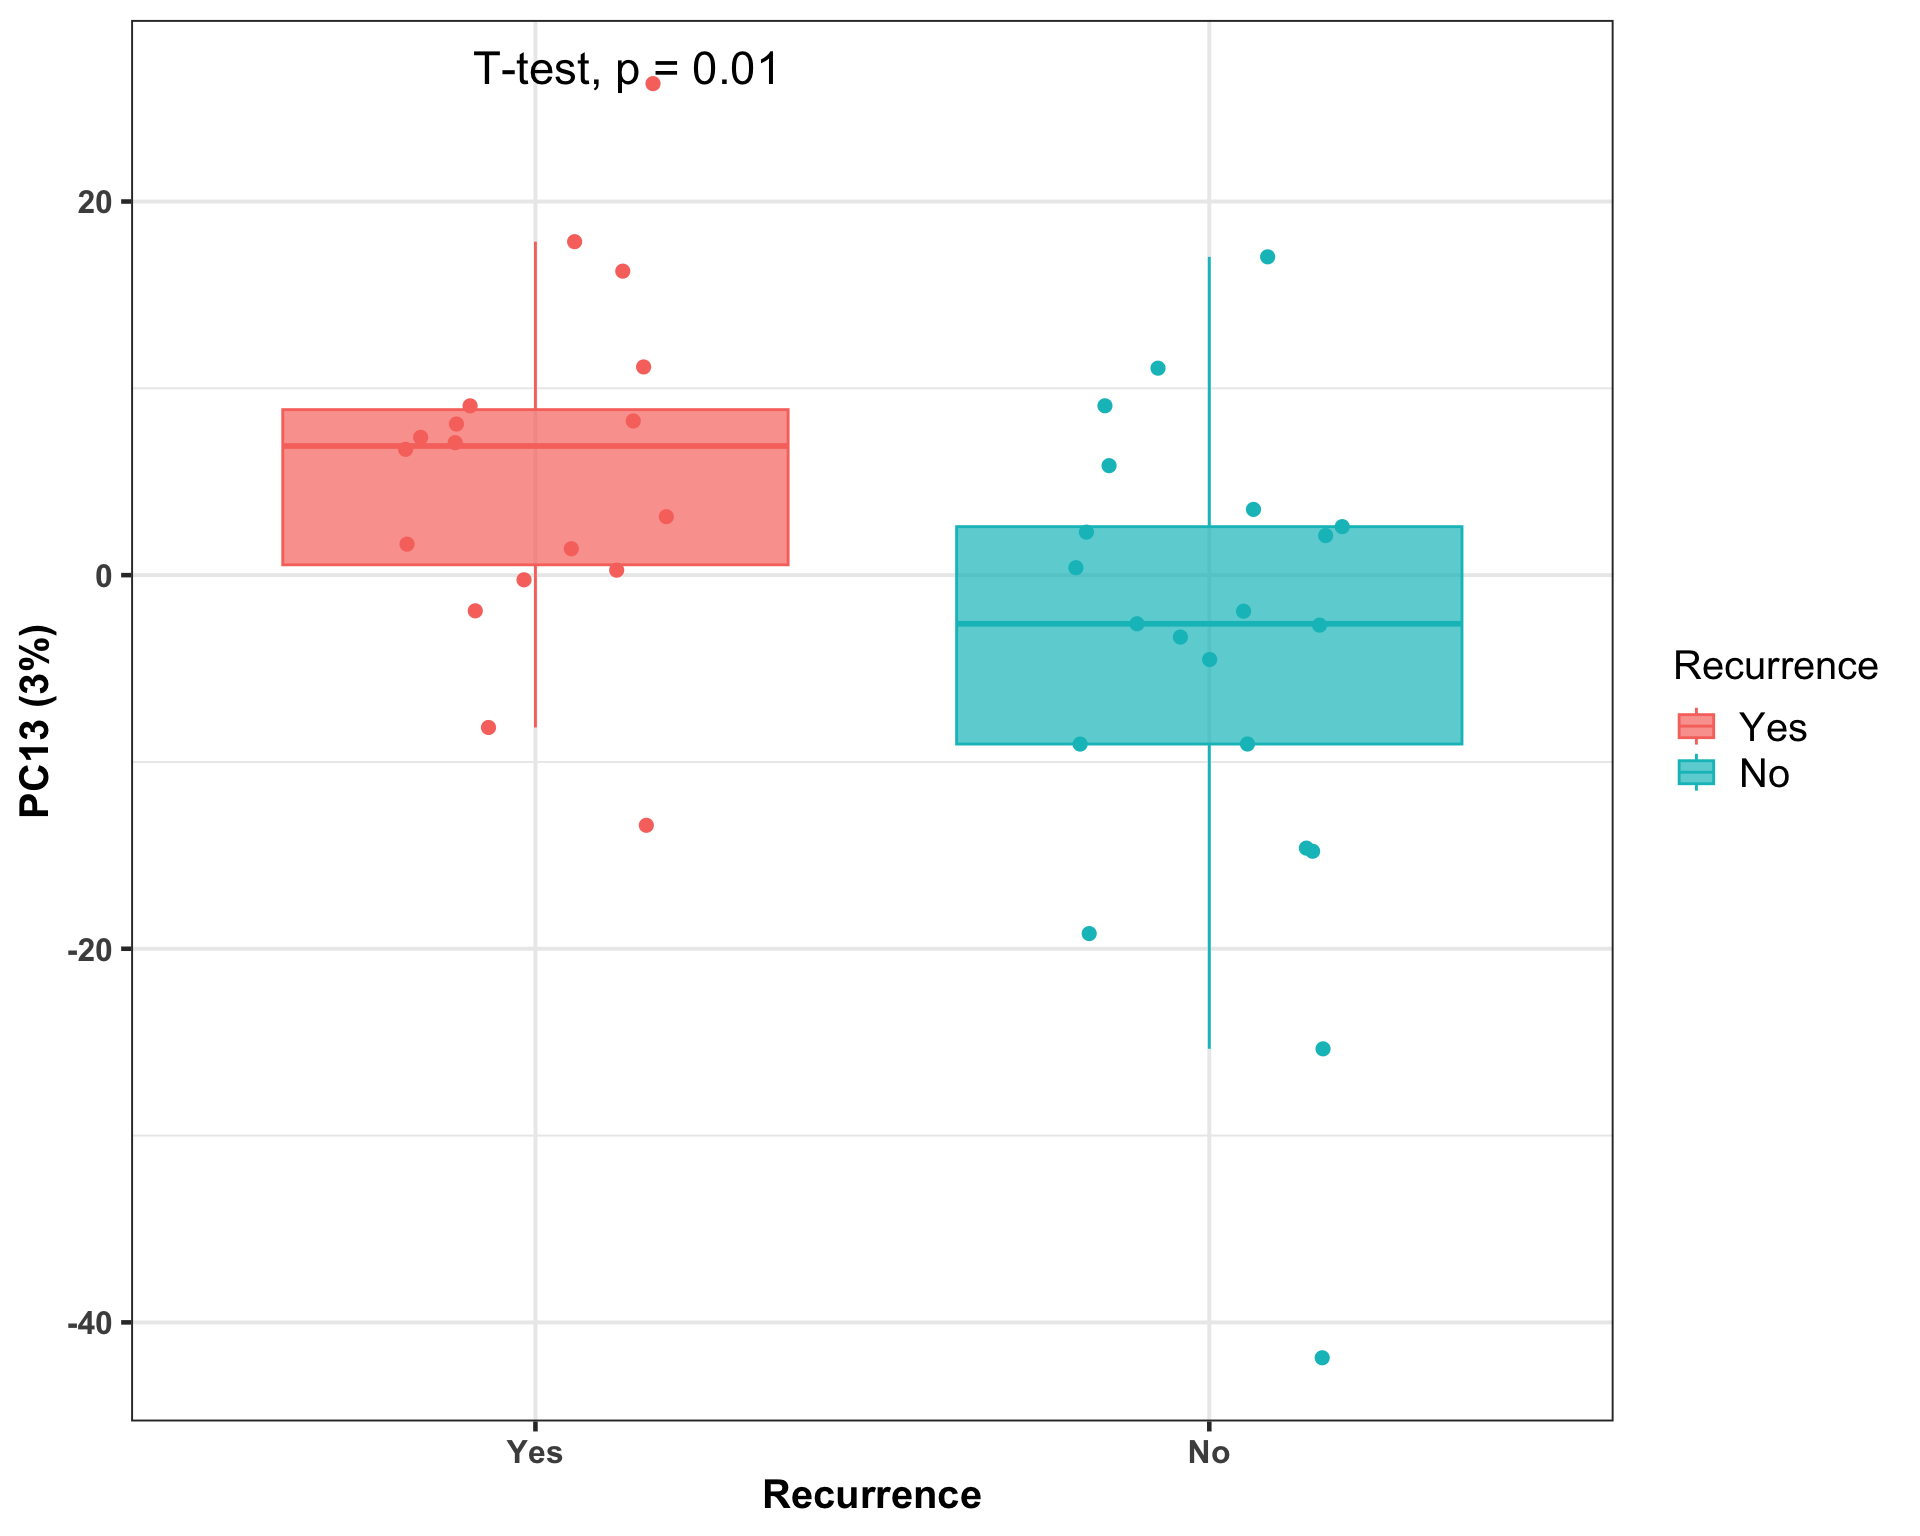 T-test, p = 0.01
20
0
-20
-40
PC13 (3%)
Yes
No
Recurrence
Recurrence
Yes
No